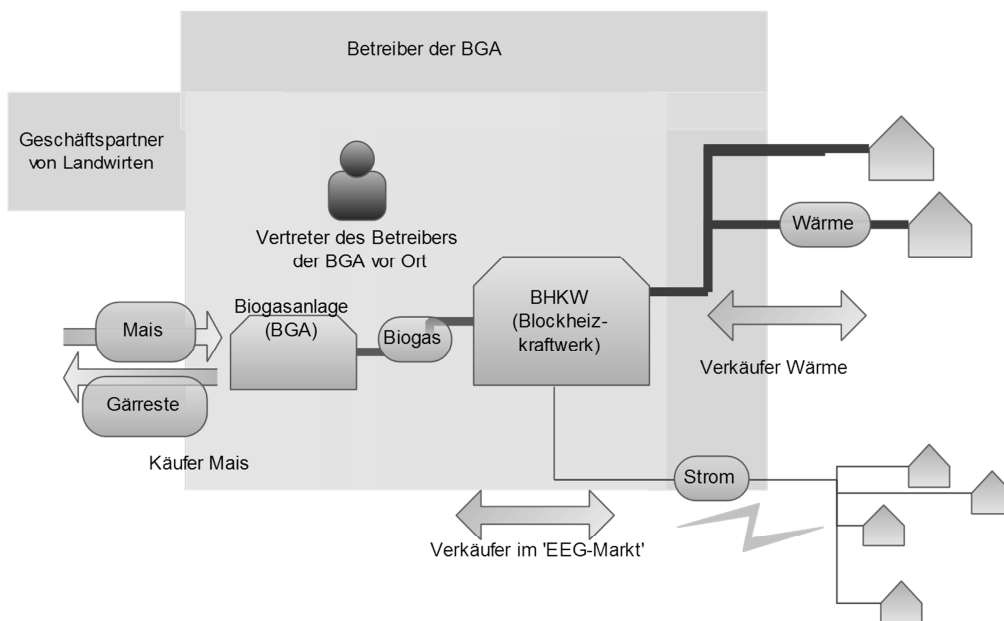 Betreiber der BGA
Geschäftspartner
von Landwirten
Vertreter des Betreibers
der BGA vor Ort
Wärme
BHKW
(Blockheiz-
kraftwerk)
Biogasanlage
(BGA)
Mais
Biogas
Verkäufer Wärme
Gärreste
Käufer Mais
Strom
Verkäufer im 'EEG-Markt'